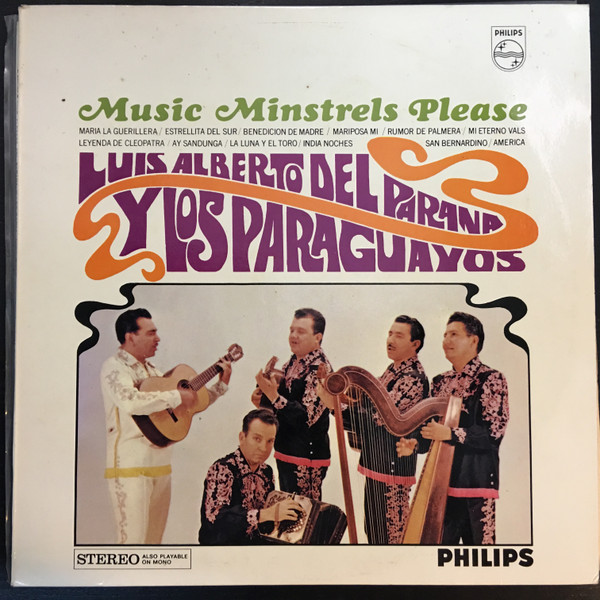 PHILIPS
Music Minstrels Please
MARIA LA GUERILLERA / ESTRELLITA DEL SUR / BENEDICION DE MADRE / MARIPOSA MI / RUMOR DE PALMERA / MI ETERNO VALS
LEYENDA DE CLEOPATRA / AY SANDUNGA / LA LUNA Y EL TORO / INDIA NOCHES SAN BERNARDINO / AMERICA
LUIS ALBERTO DEL PARANA
Y LOS PARAGUAYOS
STEREO ALSO PLAYABLE
ON MONO
PHILIPS